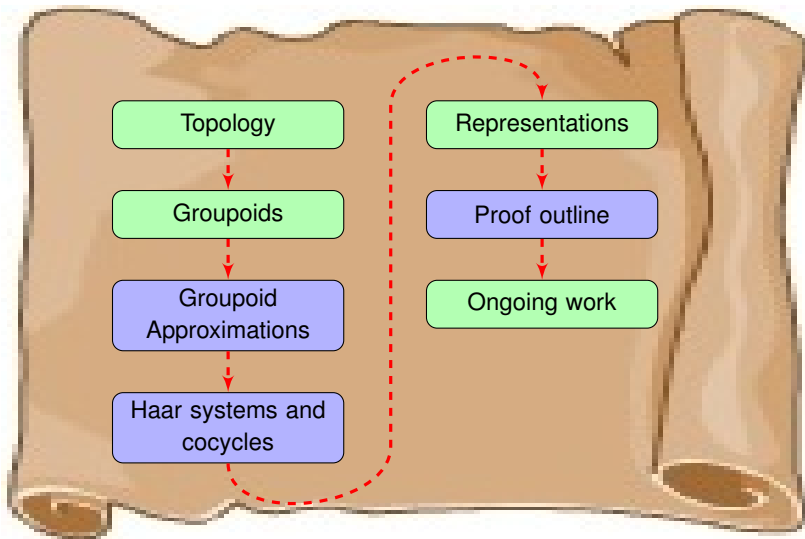 Topology
Groupoids
Groupoid
Approximations
Haar systems and
cocycles
Representations
Proof outline
Ongoing work